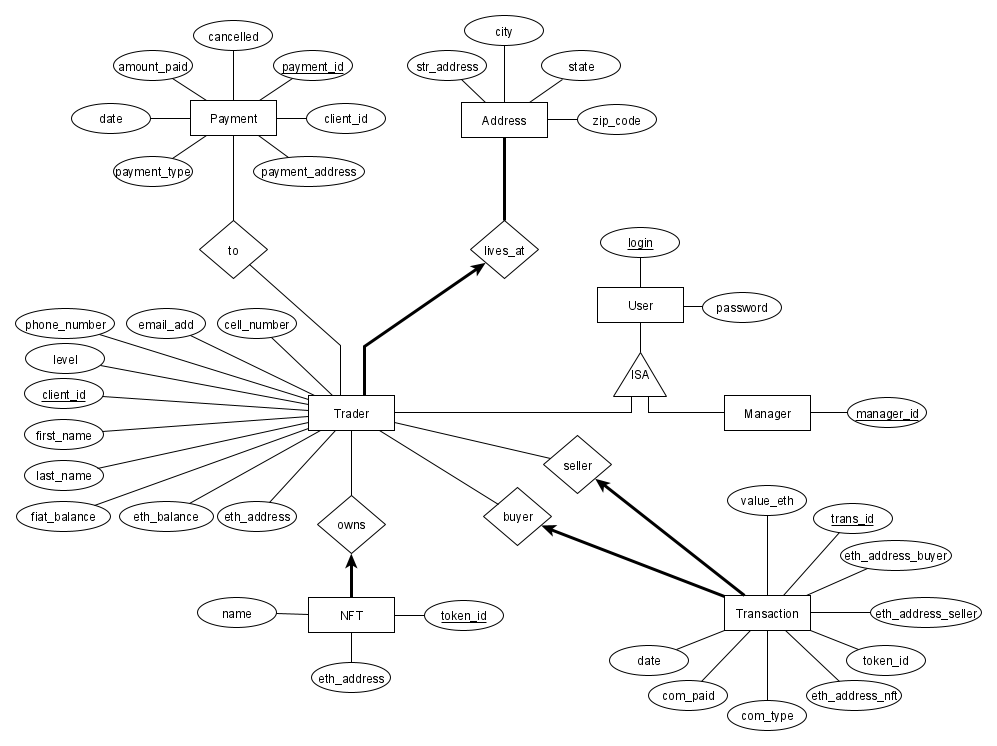 cancelled
city
amount_paid
payment_id
str_address
state
date
Payment
client_id
Address
zip_code
payment_type
payment_address
to
lives_at
login
User
password
phone_number
email_add
cell_number
level
ISA
client_id
Trader
Manager
manager_id
first_name
seller
last_name
value_eth
fiat_balance
eth_balance
eth_address
owns
buyer
trans_id
eth_address_buyer
name
NFT
token_id
Transaction
eth_address_seller
date
token_id
eth_address
com_paid
eth_address_nft
com_type